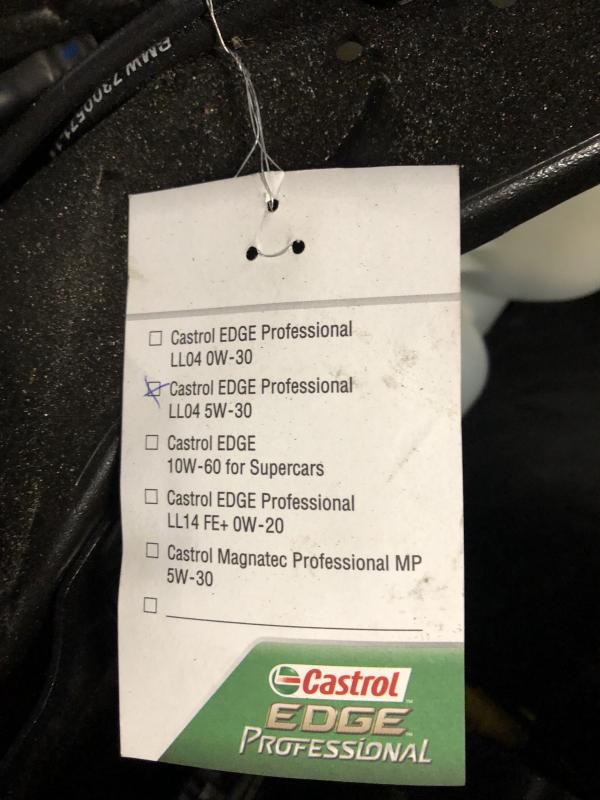 BMW
Castrol EDGE Professional
LL04 0W-30
Castrol EDGE Professional
LL04 5W-30
Castrol EDGE
10W-60 for Supercars
Castrol EDGE Professional
LL14 FE+ 0W-20
Castrol Magnatec Professional MP
5W-30
Castrol
EDGE
PROFESSIONAL